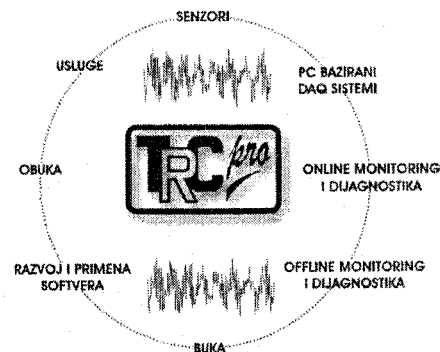 SENZORI
USLUGE
PC BAZIRANI
DAQ SISTEMI
TRC pro
OBUKA
ONLINE MONITORING
I DIJAGNOSTIKA
RAZVOJ I PRIMENA
SOFTVERA
OFFLINE MONITORING
I DIJAGNOSTIKA
BUKA